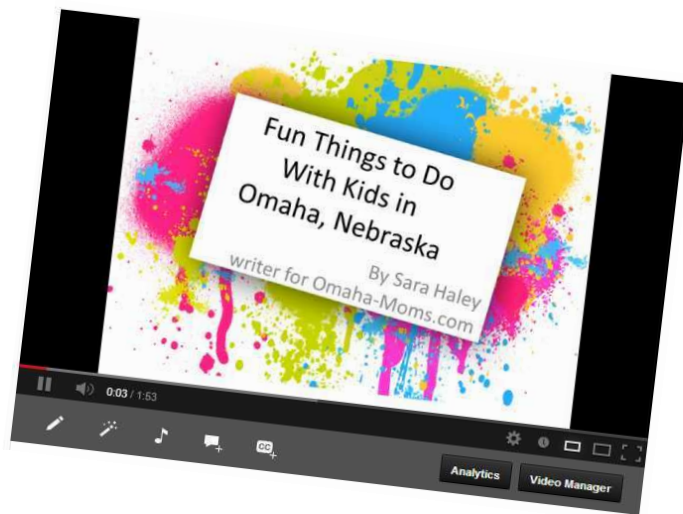 Fun Things to Do
With Kids in
Omaha, Nebraska
By Sara Haley
writer for Omaha-Moms.com
0:03 / 1:53
CC
Analytics
Video Manager